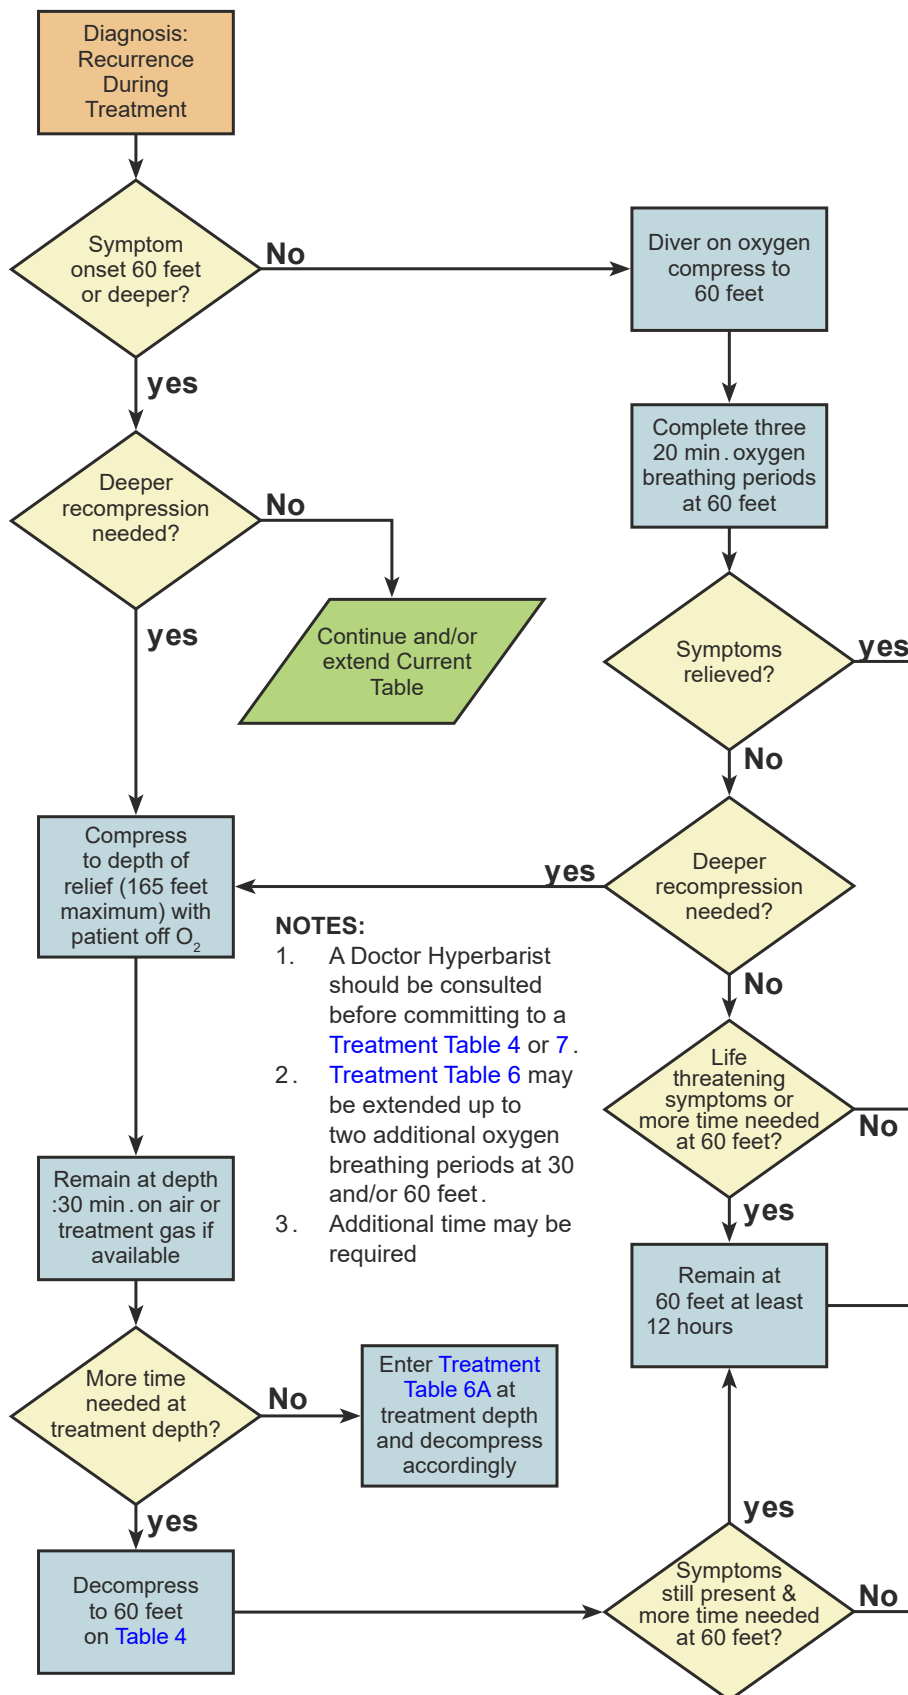 Diagnosis:
Recurrence
During
Treatment
Symptom
onset 60 feet
or deeper?
No
yes
Diver on oxygen
compress to
60 feet
Complete three
20 min. oxygen
breathing periods
at 60 feet
Deeper
recompression
needed?
No
yes
Continue and/or
extend Current
Table
Symptoms
relieved?
yes
No
Compress
to depth of
relief (165 feet
maximum) with
patient off O₂
yes
Deeper
recompression
needed?
No
NOTES:
1. A Doctor Hyperbarist
should be consulted
before committing to a
Treatment Table 4 or 7.
2. Treatment Table 6 may
be extended up to
two additional oxygen
breathing periods at 30
and/or 60 feet.
3. Additional time may be
required
Life
threatening
symptoms or
more time needed
at 60 feet?
No
yes
Remain at depth
:30 min. on air or
treatment gas if
available
Remain at
60 feet at least
12 hours
More time
needed at
treatment depth?
No
yes
Enter Treatment
Table 6A at
treatment depth
and decompress
accordingly
yes
Decompress
to 60 feet
on Table 4
Symptoms
still present &
more time needed
at 60 feet?
No